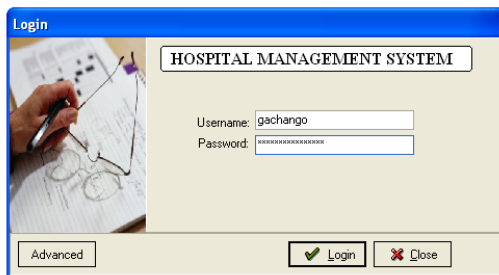 Login
HOSPITAL MANAGEMENT SYSTEM
Username: gachango
Password: ****************
Advanced
Login
Close